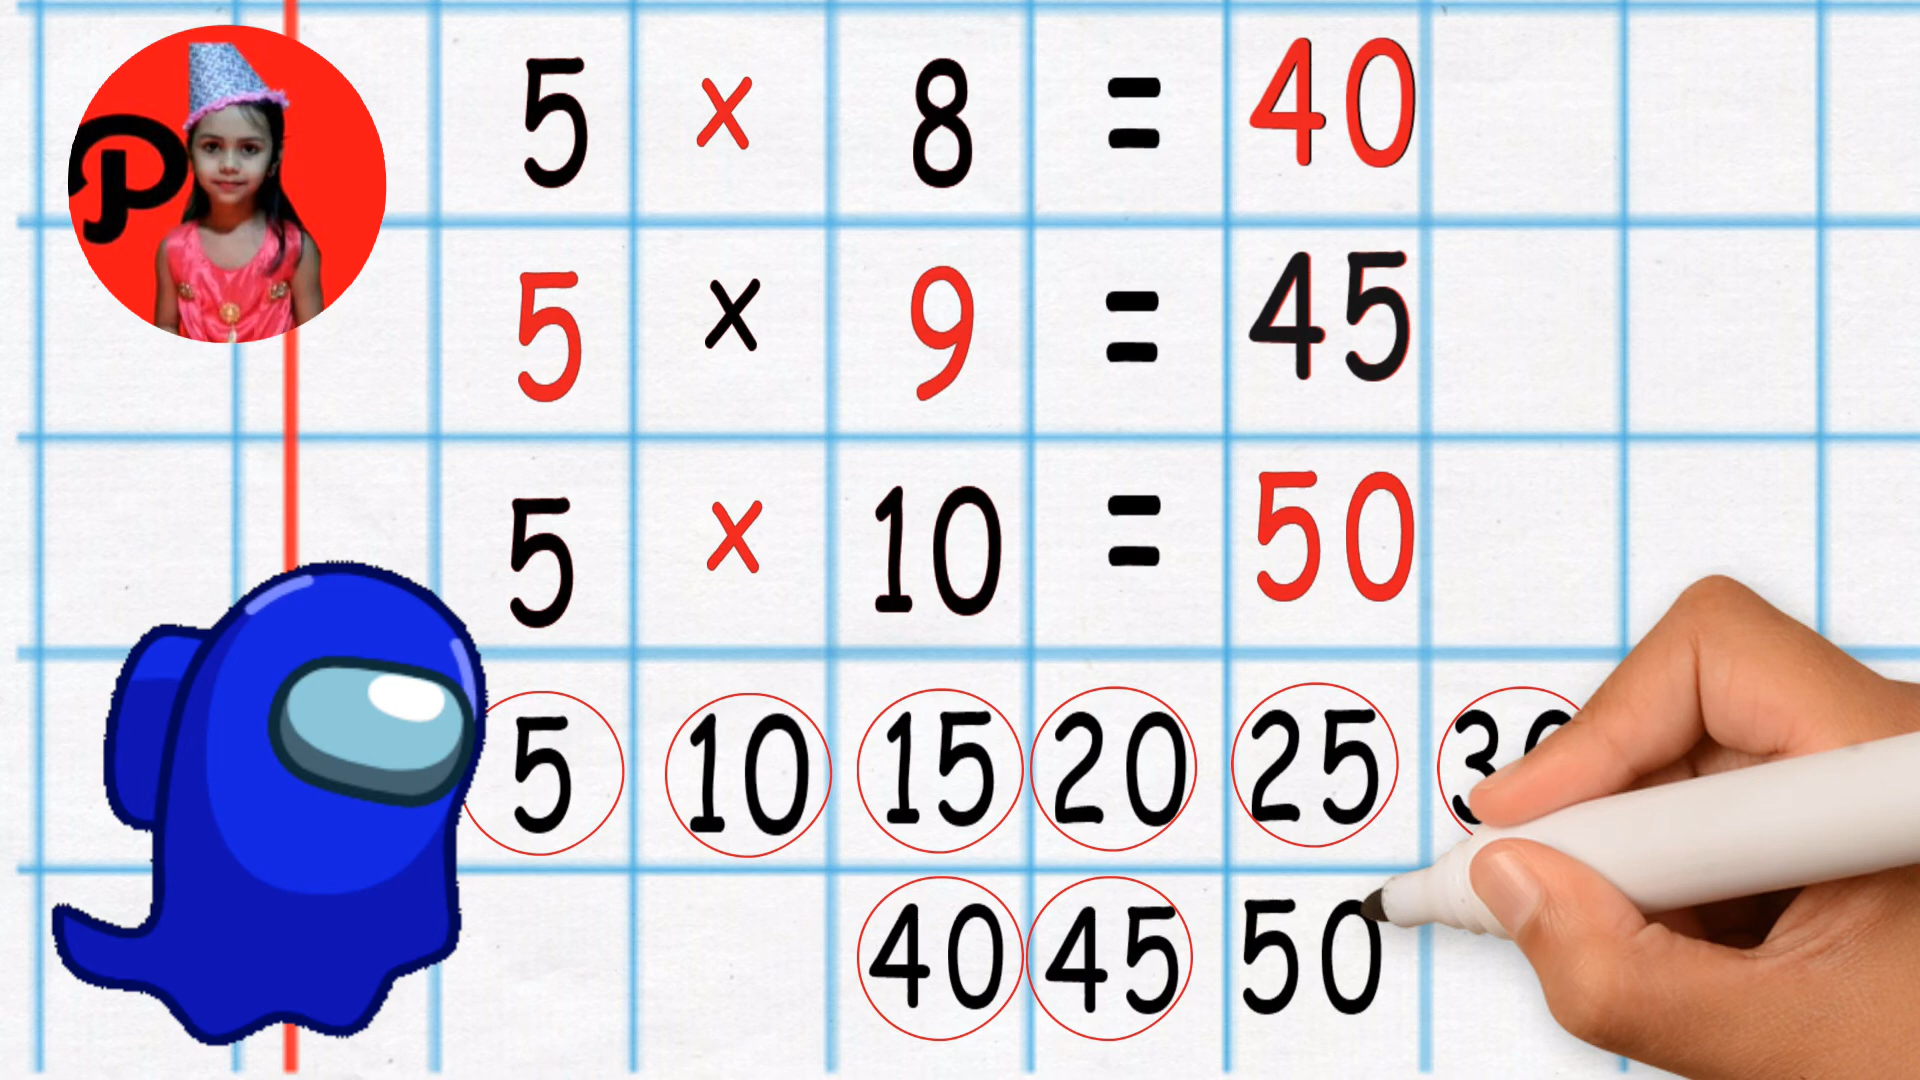 5 × 8 = 40
5 × 9 = 45
5 × 10 = 50
5 10 15 20 25
40 45 50
P